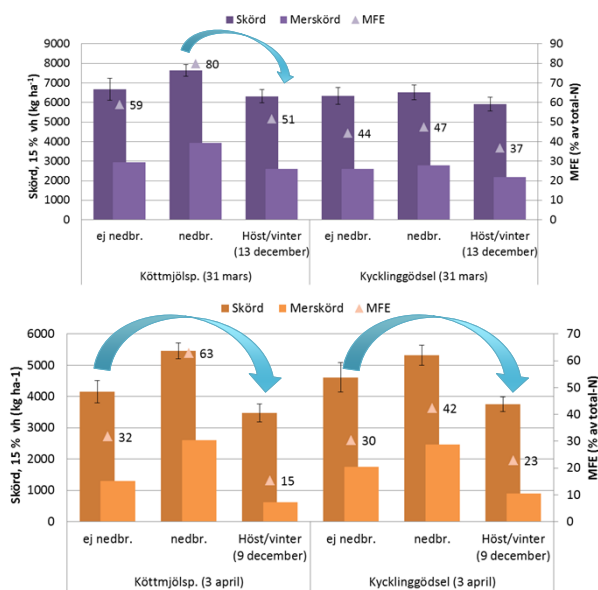 Skörd Merskörd MFE
9000 90
8000 80
7000 70
6000 60
5000 50
4000 40
3000 30
2000 20
1000 10
0 0
Skörd, 15 % vh (kg ha⁻¹)
MFE (% av total-N)
59 80 51 44 47 37
ej nedbr. nedbr. Höst/vinter ej nedbr. nedbr. Höst/vinter
(13 december) (13 december)
Köttmjölsp. (31 mars) Kycklinggödsel (31 mars)
Skörd Merskörd MFE
6000 70
5000 60
4000 50
3000 40
2000 30
1000 20
0 10
0
Skörd, 15 % vh (kg ha-1)
MFE (% av total-N)
32 63 15 30 42 23
ej nedbr. nedbr. Höst/vinter ej nedbr. nedbr. Höst/vinter
(9 december) (9 december)
Köttmjölsp. (3 april) Kycklinggödsel (3 april)